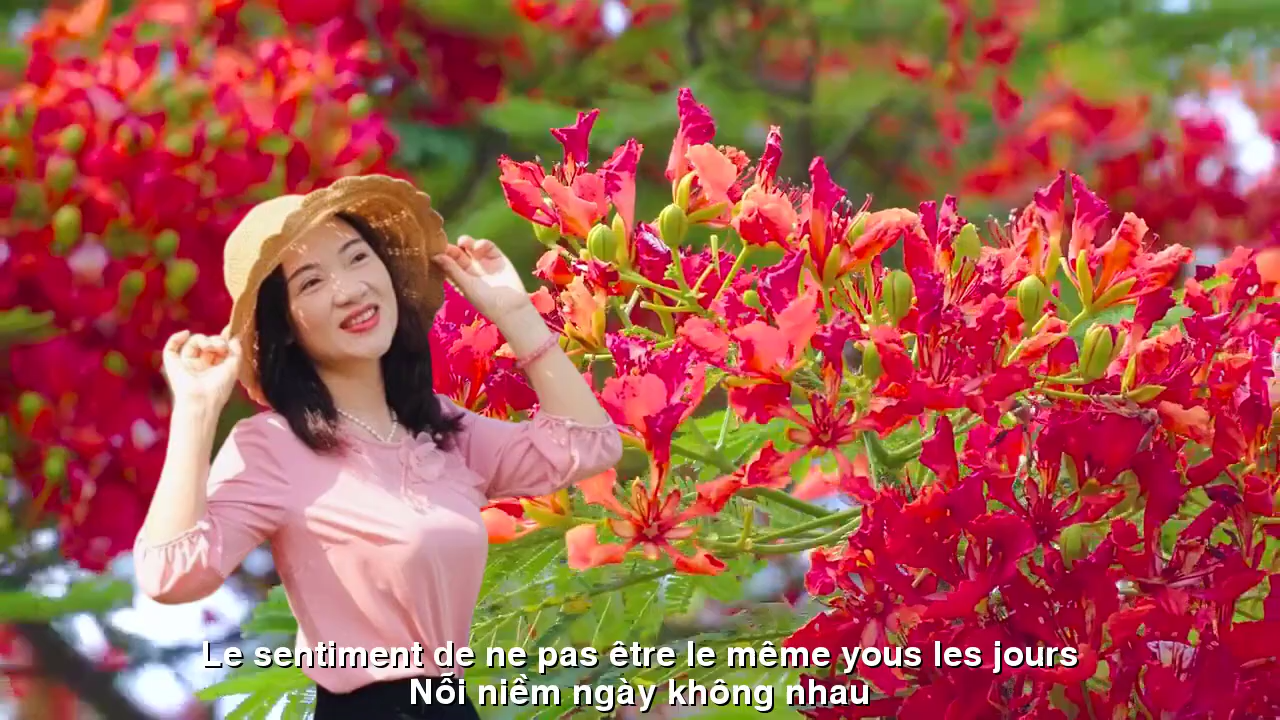 Le sentiment de ne pas être le même yous les jours
Nỗi niềm ngày không nhau